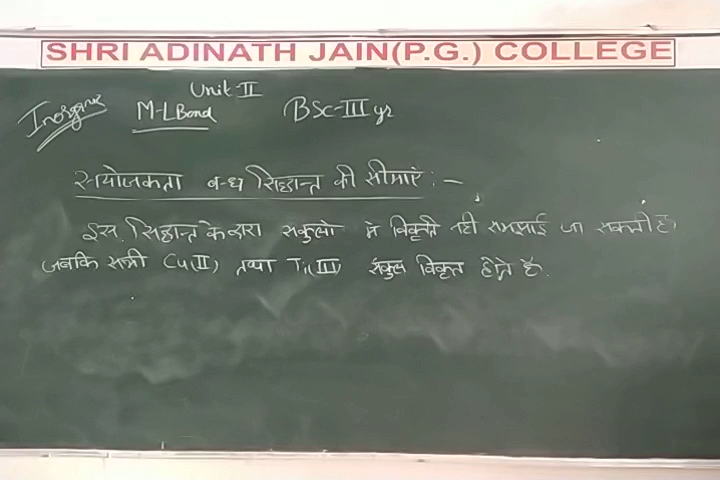 SHRI ADINATH JAIN(P.G.) COLLEGE
Unit-II
Inorganic M-L Bond BSc-III yr
संयोजकता बन्ध सिद्धान्त की सीमाएं :-
इस सिद्धान्त के द्वारा संकुलो मे विकृति नही समझाई जा सकती है
जबकि सभी Cu(II) तथा Ti(III) संकुल विकृत होते है.